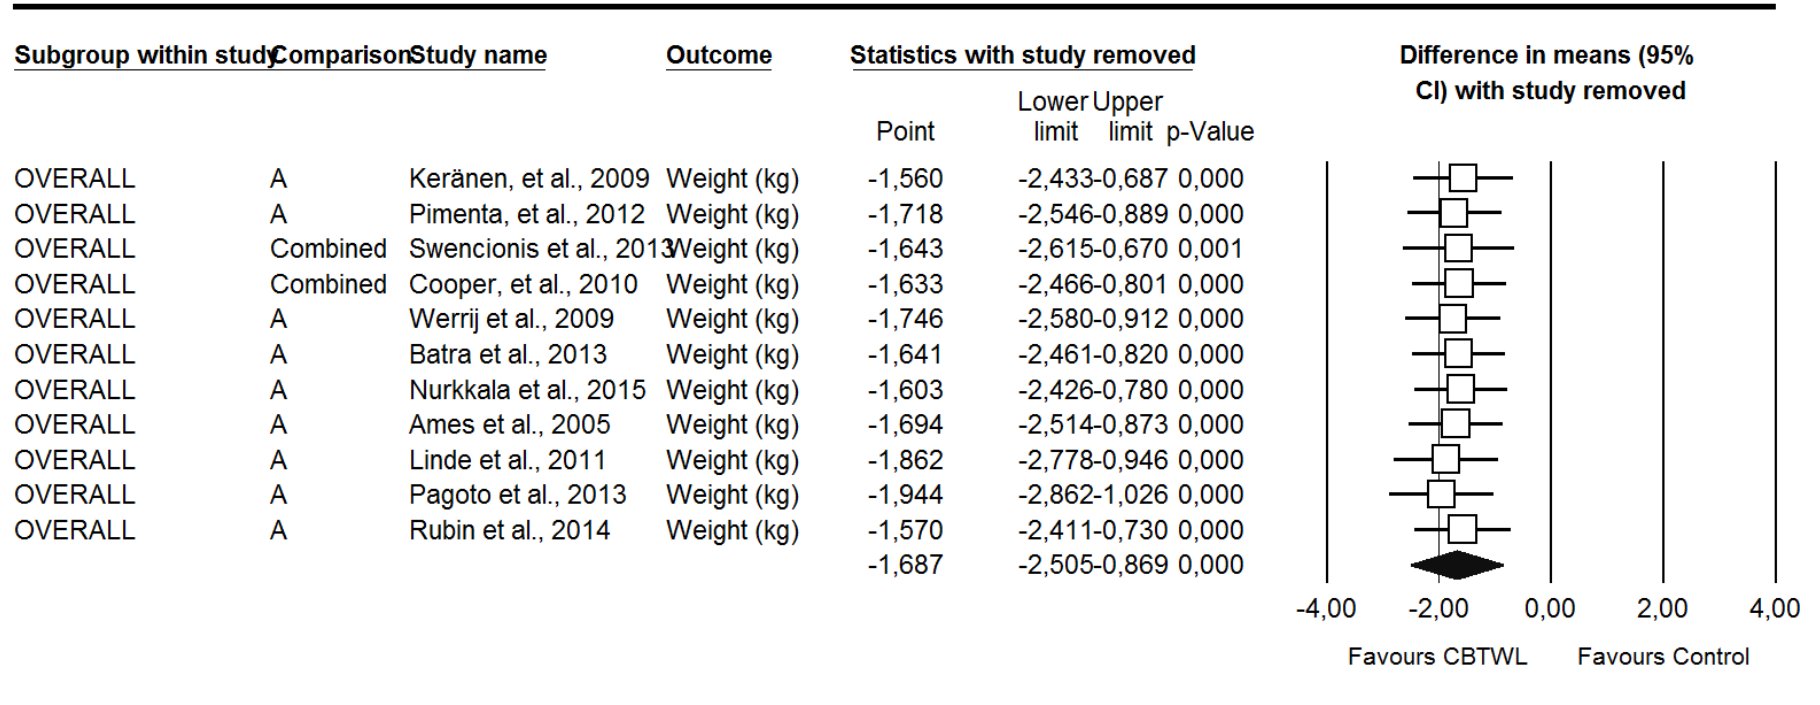 Subgroup within study Comparison Study name Outcome Statistics with study removed Difference in means (95%
CI) with study removed
Lower Upper
Point limit limit p-Value
OVERALL A Keränen, et al., 2009 Weight (kg) -1,560 -2,433 -0,687 0,000
OVERALL A Pimenta, et al., 2012 Weight (kg) -1,718 -2,546 -0,889 0,000
OVERALL Combined Swencionis et al., 2013 Weight (kg) -1,643 -2,615 -0,670 0,001
OVERALL Combined Cooper, et al., 2010 Weight (kg) -1,633 -2,466 -0,801 0,000
OVERALL A Werrij et al., 2009 Weight (kg) -1,746 -2,580 -0,912 0,000
OVERALL A Batra et al., 2013 Weight (kg) -1,641 -2,461 -0,820 0,000
OVERALL A Nurkkala et al., 2015 Weight (kg) -1,603 -2,426 -0,780 0,000
OVERALL A Ames et al., 2005 Weight (kg) -1,694 -2,514 -0,873 0,000
OVERALL A Linde et al., 2011 Weight (kg) -1,862 -2,778 -0,946 0,000
OVERALL A Pagoto et al., 2013 Weight (kg) -1,944 -2,862 -1,026 0,000
OVERALL A Rubin et al., 2014 Weight (kg) -1,570 -2,411 -0,730 0,000
-1,687 -2,505 -0,869 0,000
-4,00 -2,00 0,00 2,00 4,00
Favours CBTWL Favours Control